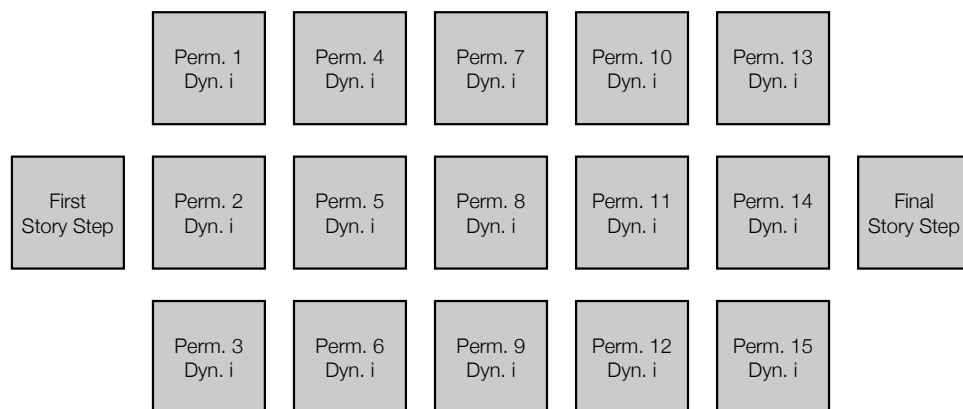 Perm. 1
Dyn. i
Perm. 4
Dyn. i
Perm. 7
Dyn. i
Perm. 10
Dyn. i
Perm. 13
Dyn. i
First
Story Step
Perm. 2
Dyn. i
Perm. 5
Dyn. i
Perm. 8
Dyn. i
Perm. 11
Dyn. i
Perm. 14
Dyn. i
Final
Story Step
Perm. 3
Dyn. i
Perm. 6
Dyn. i
Perm. 9
Dyn. i
Perm. 12
Dyn. i
Perm. 15
Dyn. i